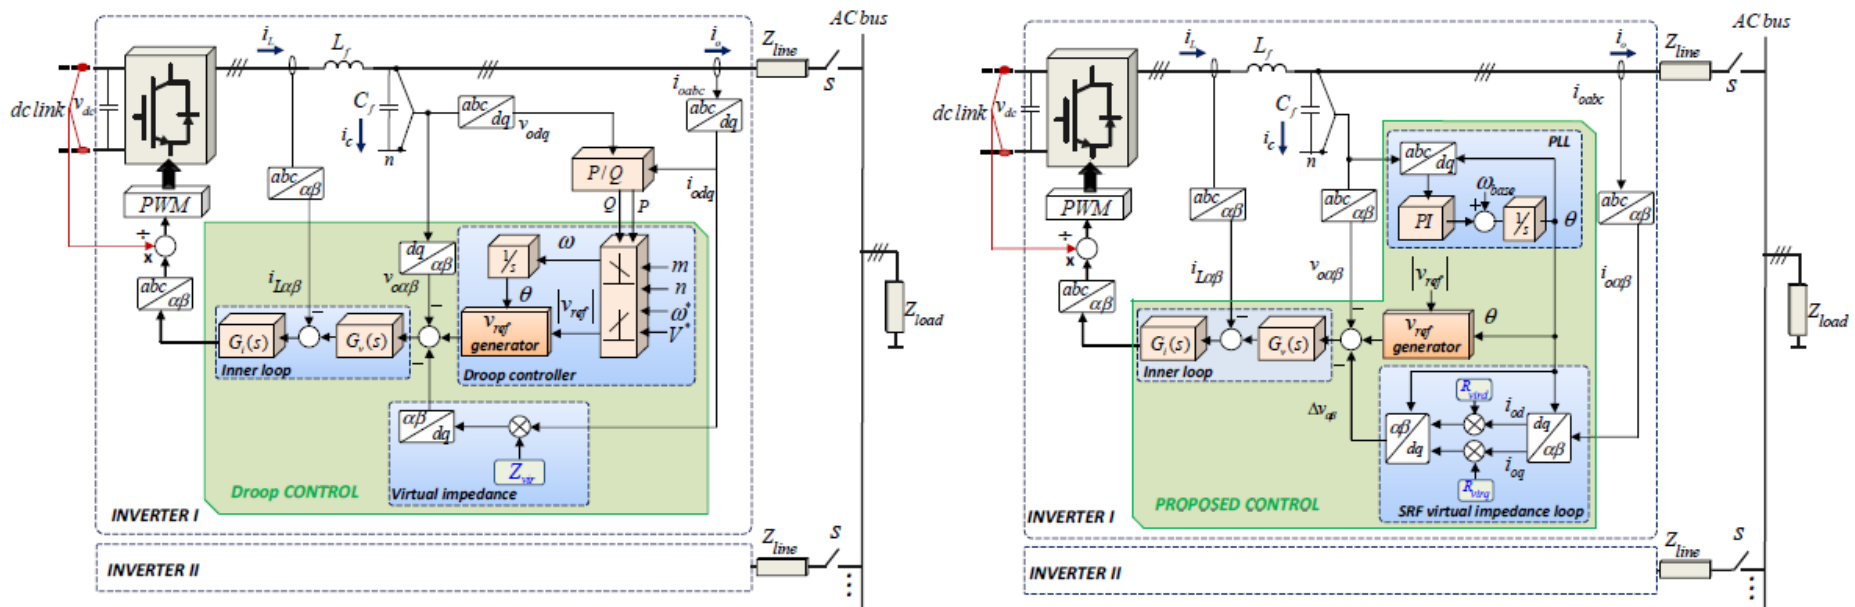 AC bus
i_L
L_f
i_o
Z_line
S
i_oabc
abc
dq
dc link
v_dc
C_f
i_c
n
abc
dq
v_odq
abc
αβ
P/Q
i_odq
Q
P
PWM
÷
x
abc
αβ
i_Lαβ
v_oαβ
dq
αβ
1/s
ω
θ
|v_ref|
m
n
ω*
V*
G_i(s)
G_v(s)
Inner loop
v_ref
generator
Droop controller
αβ
dq
Z_vir
Virtual impedance
Droop CONTROL
INVERTER I
Z_load
INVERTER II
Z_line
S
AC bus
i_L
L_f
i_o
Z_line
S
i_oabc
dc link
v_dc
C_f
i_c
n
PLL
abc
dq
ω_base
PI
+
1/s
θ
abc
αβ
abc
αβ
abc
αβ
PWM
÷
x
abc
αβ
i_Lαβ
v_oαβ
|v_ref|
i_oαβ
G_i(s)
G_v(s)
Inner loop
v_ref
generator
θ
Δv_αβ
R_vird
i_od
αβ
dq
dq
αβ
i_oq
R_virq
SRF virtual impedance loop
PROPOSED CONTROL
INVERTER I
Z_load
INVERTER II
Z_line
S